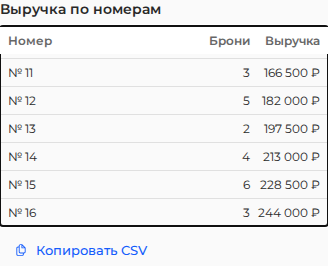 Выручка по номерам
Номер Брони Выручка
№ 11 3 166 500 ₽
№ 12 5 182 000 ₽
№ 13 2 197 500 ₽
№ 14 4 213 000 ₽
№ 15 6 228 500 ₽
№ 16 3 244 000 ₽
Копировать CSV